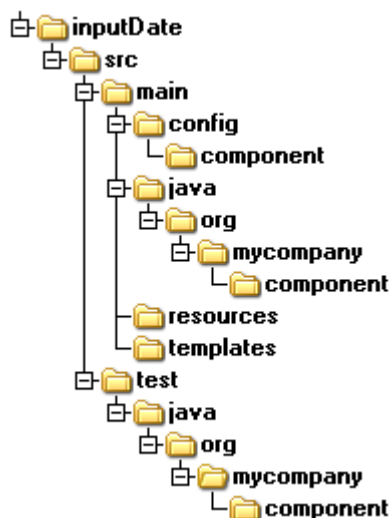 inputDate
src
main
config
component
java
org
mycompany
component
resources
templates
test
java
org
mycompany
component